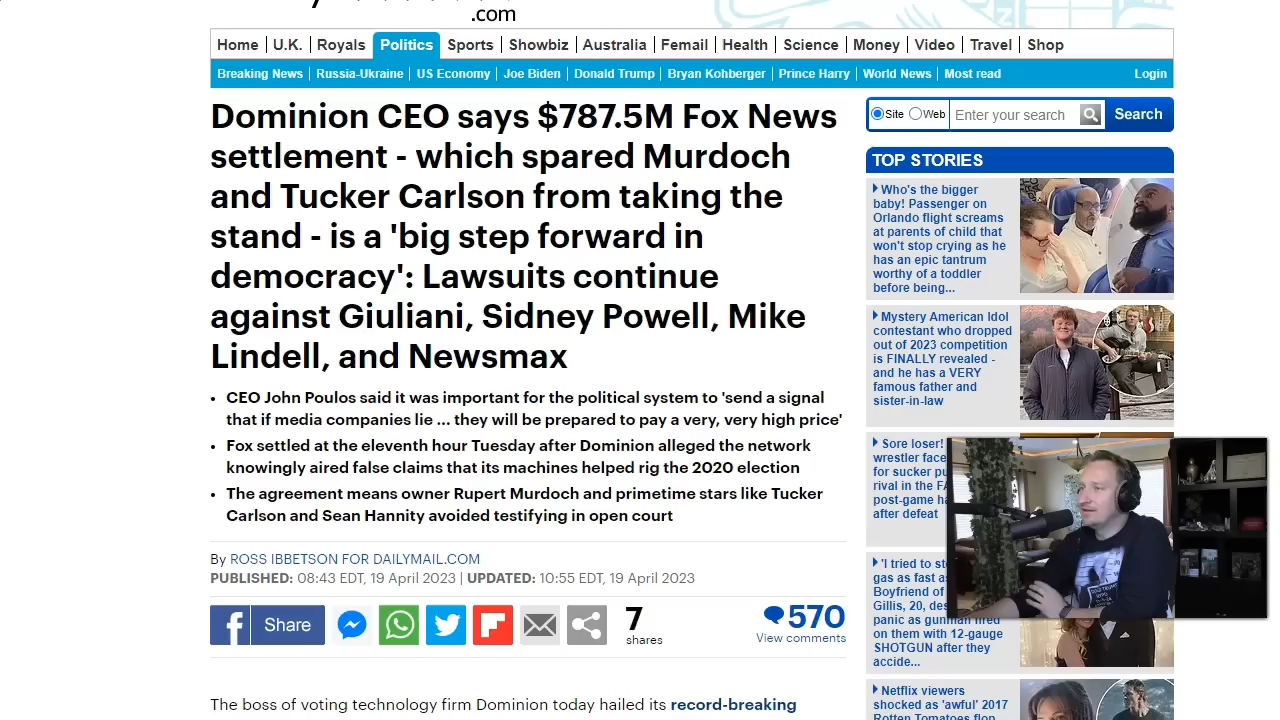 .com
Home U.K. Royals Politics Sports Showbiz Australia Femail Health Science Money Video Travel Shop
Breaking News Russia-Ukraine US Economy Joe Biden Donald Trump Bryan Kohberger Prince Harry World News Most read Login
Dominion CEO says $787.5M Fox News
settlement - which spared Murdoch
and Tucker Carlson from taking the
stand - is a 'big step forward in
democracy': Lawsuits continue
against Giuliani, Sidney Powell, Mike
Lindell, and Newsmax
• CEO John Poulos said it was important for the political system to 'send a signal
that if media companies lie ... they will be prepared to pay a very, very high price'
• Fox settled at the eleventh hour Tuesday after Dominion alleged the network
knowingly aired false claims that its machines helped rig the 2020 election
• The agreement means owner Rupert Murdoch and primetime stars like Tucker
Carlson and Sean Hannity avoided testifying in open court
By ROSS IBBETSON FOR DAILYMAIL.COM
PUBLISHED: 08:43 EDT, 19 April 2023 | UPDATED: 10:55 EDT, 19 April 2023
Share
7
shares
570
View comments
The boss of voting technology firm Dominion today hailed its record-breaking
Site Web Enter your search Search
TOP STORIES
Who's the bigger
baby! Passenger on
Orlando flight screams
at parents of child that
won't stop crying as he
has an epic tantrum
worthy of a toddler
before being...
Mystery American Idol
contestant who dropped
out of 2023 competition
is FINALLY revealed -
and he has a VERY
famous father and
sister-in-law
Sore loser!
wrestler
for sucker
rival in the
post-game
after defeat
'I tried to
gas as fast
Boyfriend of
Gillis, 20,
panic as gunman fired
on them with 12-gauge
SHOTGUN after they
accide...
Netflix viewers
shocked as 'awful' 2017
Rotten Tomatoes flop